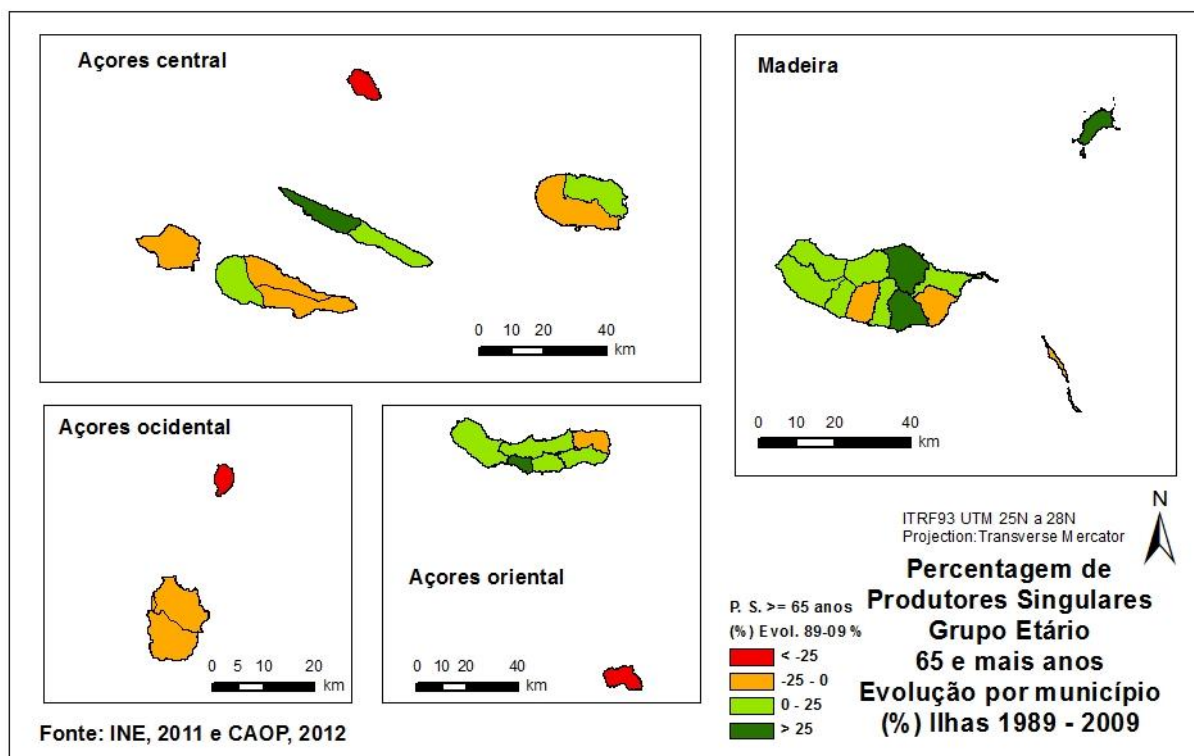 Açores central
0 10 20 40
km
Madeira
0 10 20 40
km
Açores ocidental
0 5 10 20
km
Açores oriental
0 10 20 40
km
N
ITRF93 UTM 25N a 28N
Projection:Transverse Mercator
Percentagem de
Produtores Singulares
Grupo Etário
65 e mais anos
Evolução por município
(%) Ilhas 1989 - 2009
P. S. >= 65 anos
(%) Evol. 89-09 %
< -25
-25 - 0
0 - 25
> 25
Fonte: INE, 2011 e CAOP, 2012